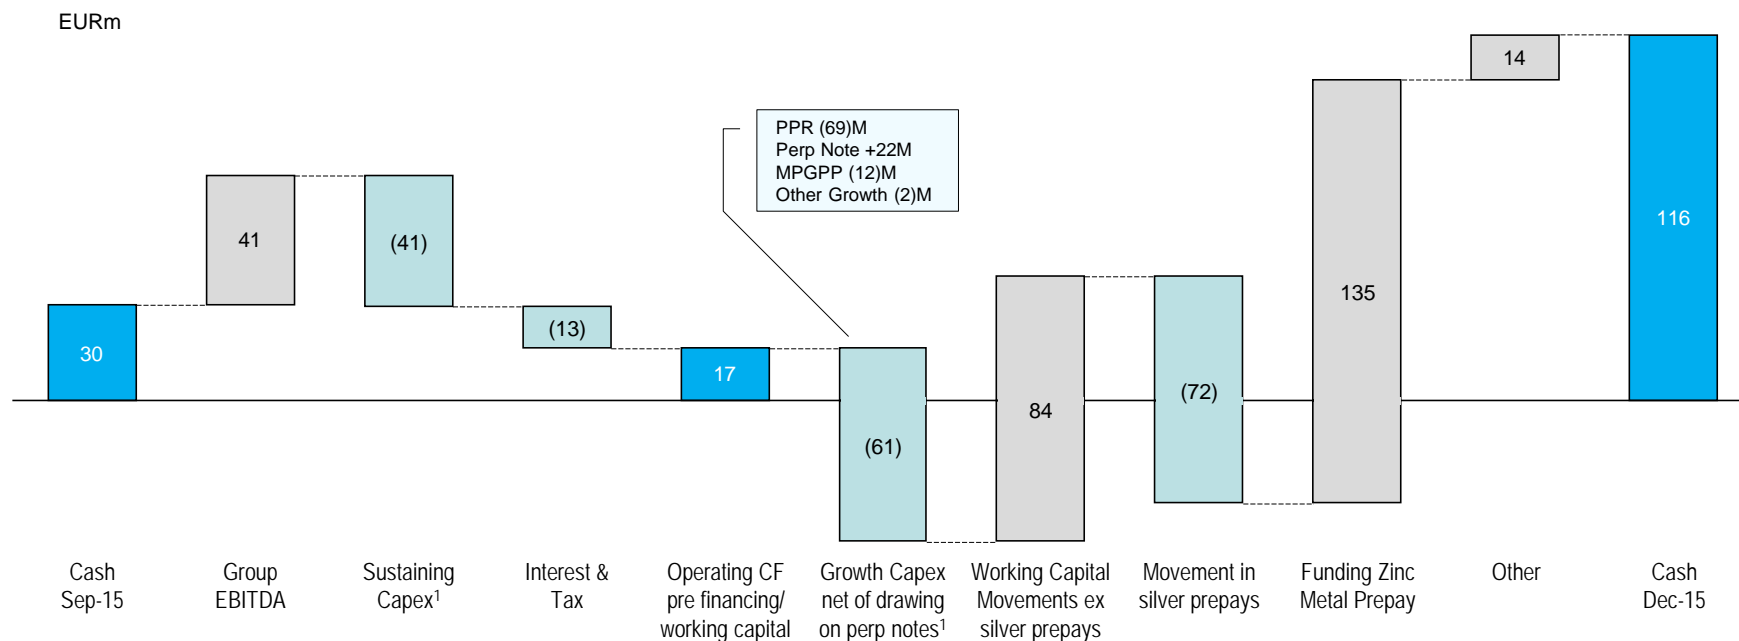 EURm
PPR (69)M
Perp Note +22M
MPGPP (12)M
Other Growth (2)M
30
41
(41)
(13)
17
(61)
84
(72)
135
14
116
Cash
Sep-15
Group
EBITDA
Sustaining
Capex¹
Interest &
Tax
Operating CF
pre financing/
working capital
Growth Capex
net of drawing
on perp notes¹
Working Capital
Movements ex
silver prepays
Movement in
silver prepays
Funding Zinc
Metal Prepay
Other
Cash
Dec-15